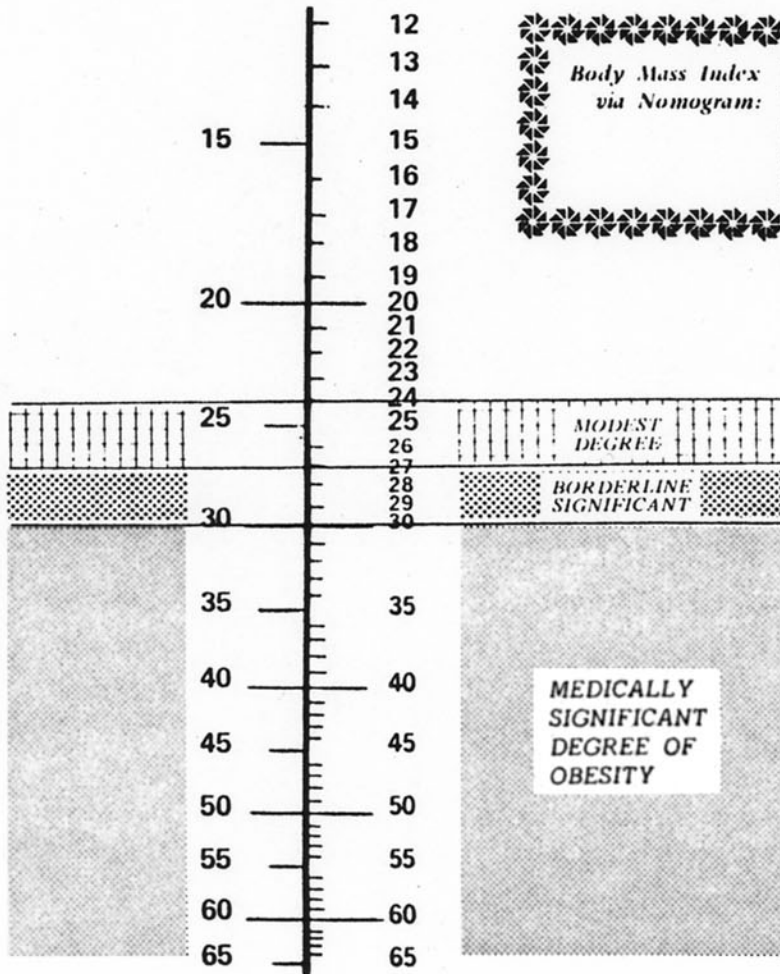 12
13
Body Mass Index
via Nomogram:
14
15 15
16
17
18
19
20 20
21
22
23
24
25 25
MODEST
DEGREE
26
27
28
BORDERLINE
SIGNIFICANT
29
30 30
35 35
40 40
MEDICALLY
SIGNIFICANT
DEGREE OF
OBESITY
45 45
50 50
55 55
60 60
65 65